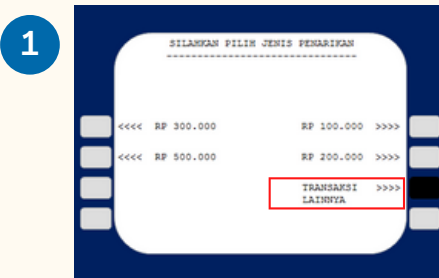 1
SILAHKAN PILIH JENIS PENARIKAN
--------------------------------
<<<< RP 300.000 RP 100.000 >>>>
<<<< RP 500.000 RP 200.000 >>>>
TRANSAKSI >>>>
LAINNYA